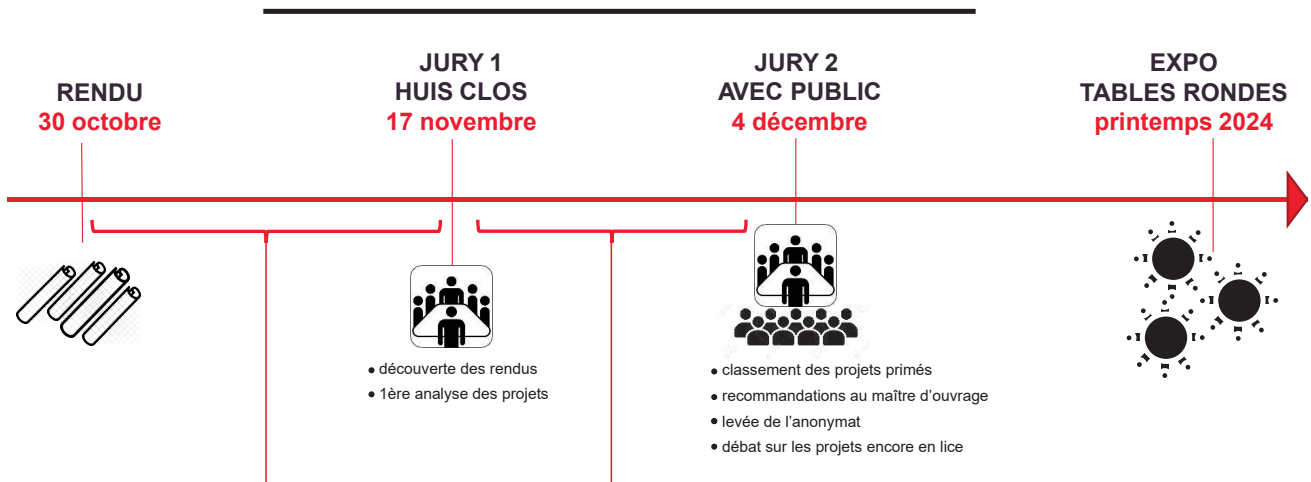 RENDU
30 octobre
JURY 1
HUIS CLOS
17 novembre
JURY 2
AVEC PUBLIC
4 décembre
EXPO
TABLES RONDES
printemps 2024
• découverte des rendus
• 1ère analyse des projets
• classement des projets primés
• recommandations au maître d'ouvrage
• levée de l'anonymat
• débat sur les projets encore en lice